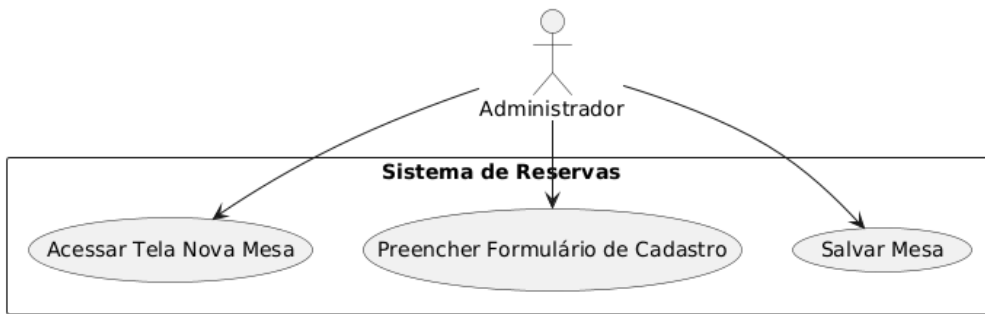 Administrador
Sistema de Reservas
Acessar Tela Nova Mesa
Preencher Formulário de Cadastro
Salvar Mesa